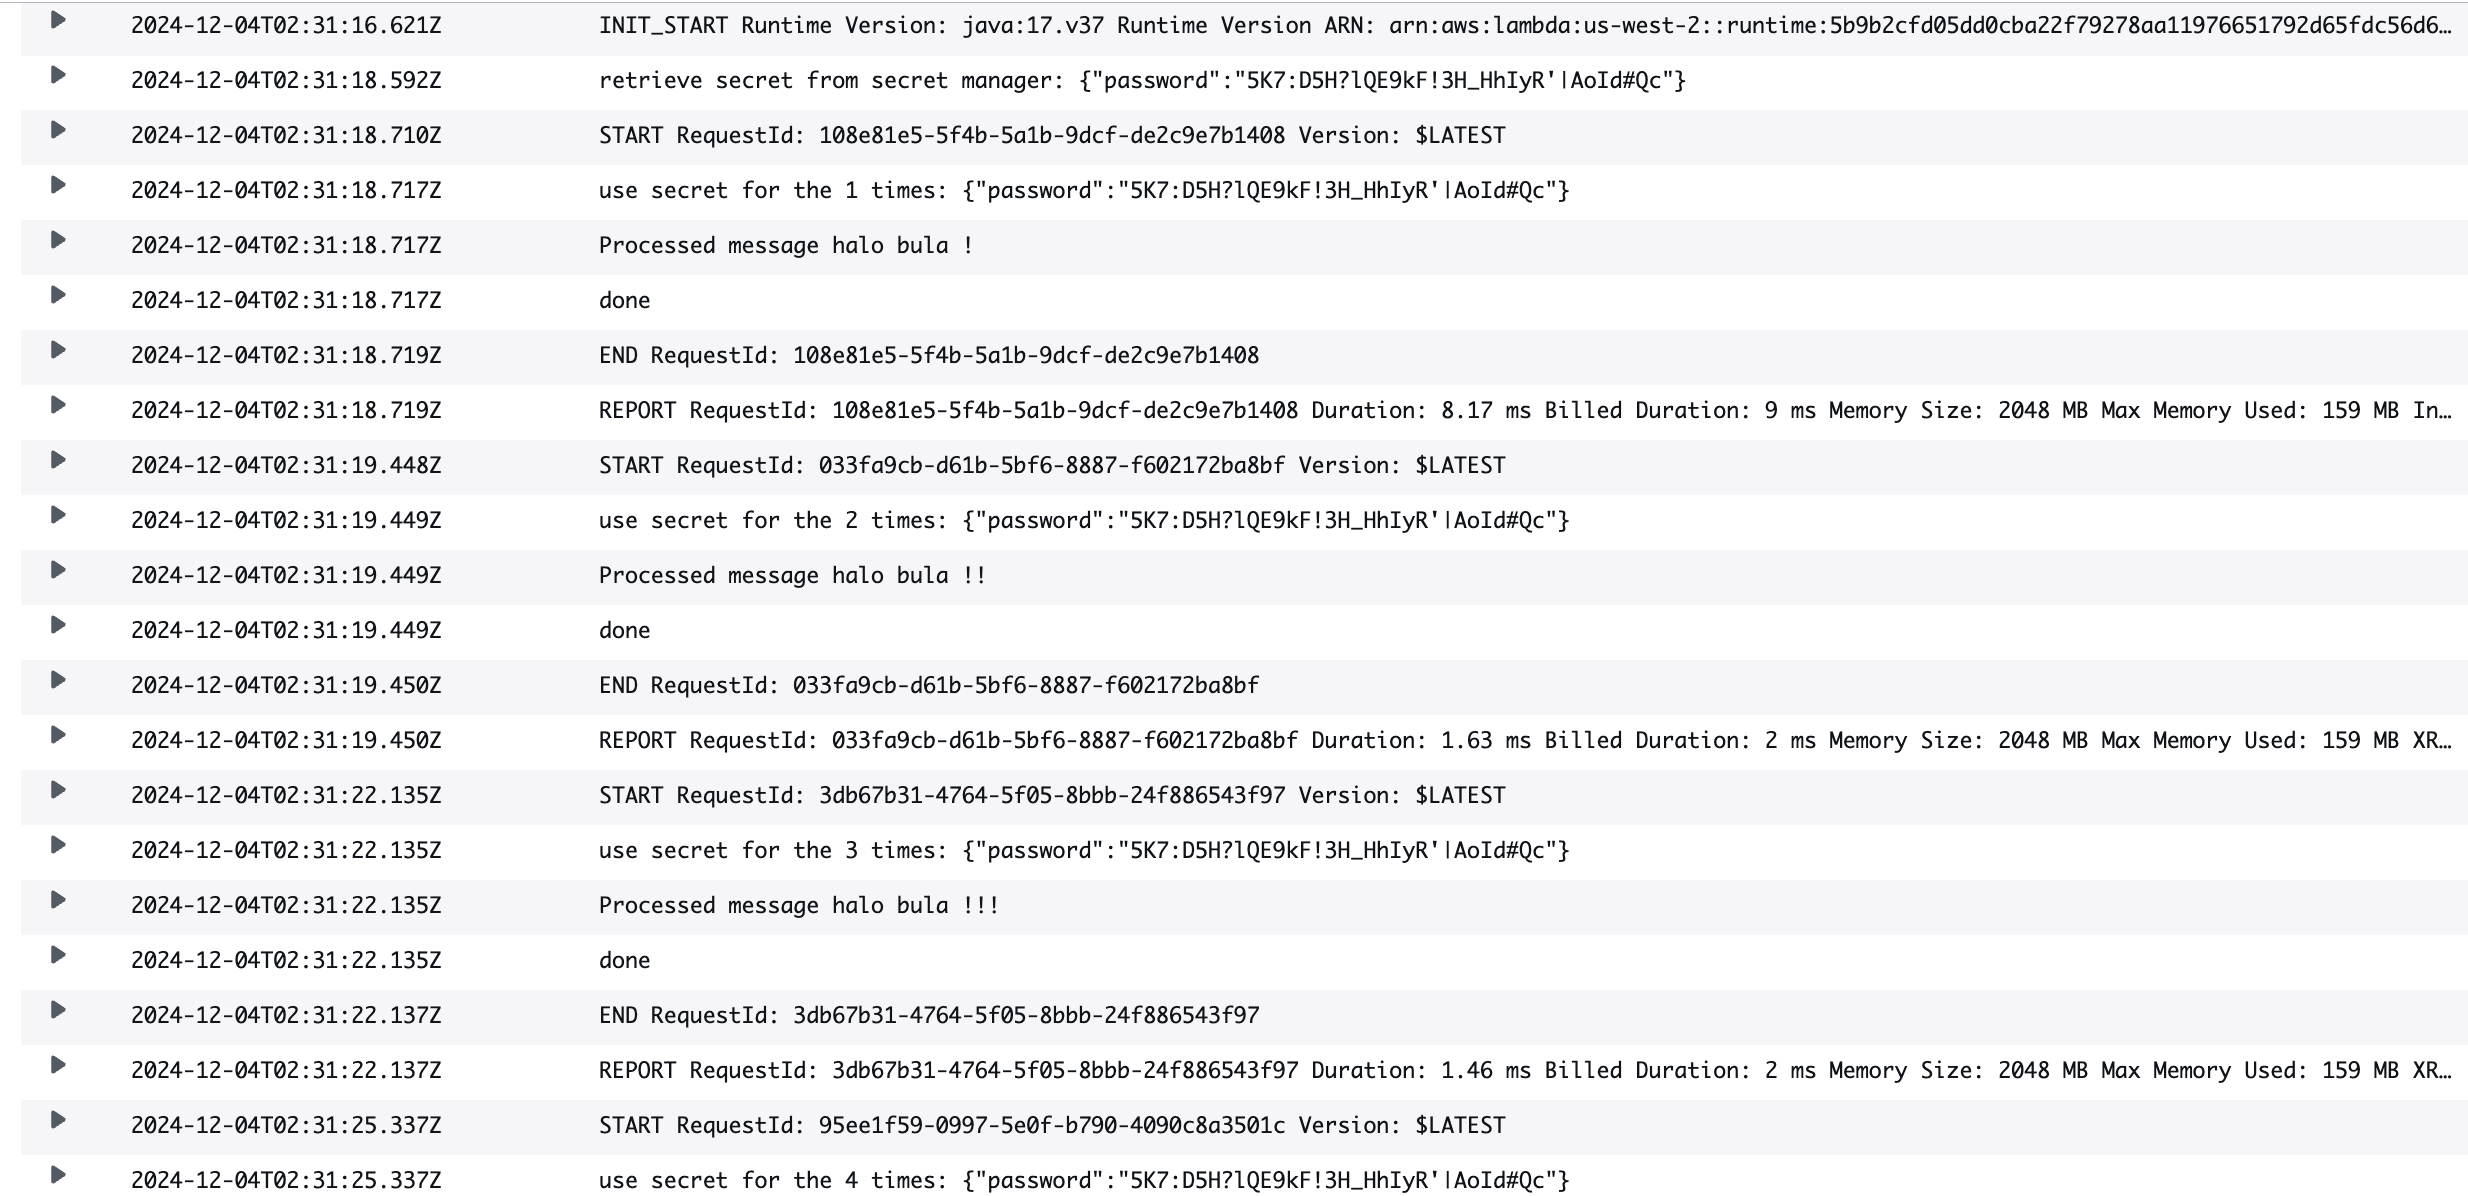 2024-12-04T02:31:16.621Z INIT_START Runtime Version: java:17.v37 Runtime Version ARN: arn:aws:lambda:us-west-2::runtime:5b9b2cfd05dd0cba22f79278aa11976651792d65fdc56d6…
2024-12-04T02:31:18.592Z retrieve secret from secret manager: {"password":"5K7:D5H?lQE9kF!3H_HhIyR'|AoId#Qc"}
2024-12-04T02:31:18.710Z START RequestId: 108e81e5-5f4b-5a1b-9dcf-de2c9e7b1408 Version: $LATEST
2024-12-04T02:31:18.717Z use secret for the 1 times: {"password":"5K7:D5H?lQE9kF!3H_HhIyR'|AoId#Qc"}
2024-12-04T02:31:18.717Z Processed message halo bula !
2024-12-04T02:31:18.717Z done
2024-12-04T02:31:18.719Z END RequestId: 108e81e5-5f4b-5a1b-9dcf-de2c9e7b1408
2024-12-04T02:31:18.719Z REPORT RequestId: 108e81e5-5f4b-5a1b-9dcf-de2c9e7b1408 Duration: 8.17 ms Billed Duration: 9 ms Memory Size: 2048 MB Max Memory Used: 159 MB In…
2024-12-04T02:31:19.448Z START RequestId: 033fa9cb-d61b-5bf6-8887-f602172ba8bf Version: $LATEST
2024-12-04T02:31:19.449Z use secret for the 2 times: {"password":"5K7:D5H?lQE9kF!3H_HhIyR'|AoId#Qc"}
2024-12-04T02:31:19.449Z Processed message halo bula !!
2024-12-04T02:31:19.449Z done
2024-12-04T02:31:19.450Z END RequestId: 033fa9cb-d61b-5bf6-8887-f602172ba8bf
2024-12-04T02:31:19.450Z REPORT RequestId: 033fa9cb-d61b-5bf6-8887-f602172ba8bf Duration: 1.63 ms Billed Duration: 2 ms Memory Size: 2048 MB Max Memory Used: 159 MB XR…
2024-12-04T02:31:22.135Z START RequestId: 3db67b31-4764-5f05-8bbb-24f886543f97 Version: $LATEST
2024-12-04T02:31:22.135Z use secret for the 3 times: {"password":"5K7:D5H?lQE9kF!3H_HhIyR'|AoId#Qc"}
2024-12-04T02:31:22.135Z Processed message halo bula !!!
2024-12-04T02:31:22.135Z done
2024-12-04T02:31:22.137Z END RequestId: 3db67b31-4764-5f05-8bbb-24f886543f97
2024-12-04T02:31:22.137Z REPORT RequestId: 3db67b31-4764-5f05-8bbb-24f886543f97 Duration: 1.46 ms Billed Duration: 2 ms Memory Size: 2048 MB Max Memory Used: 159 MB XR…
2024-12-04T02:31:25.337Z START RequestId: 95ee1f59-0997-5e0f-b790-4090c8a3501c Version: $LATEST
2024-12-04T02:31:25.337Z use secret for the 4 times: {"password":"5K7:D5H?lQE9kF!3H_HhIyR'|AoId#Qc"}